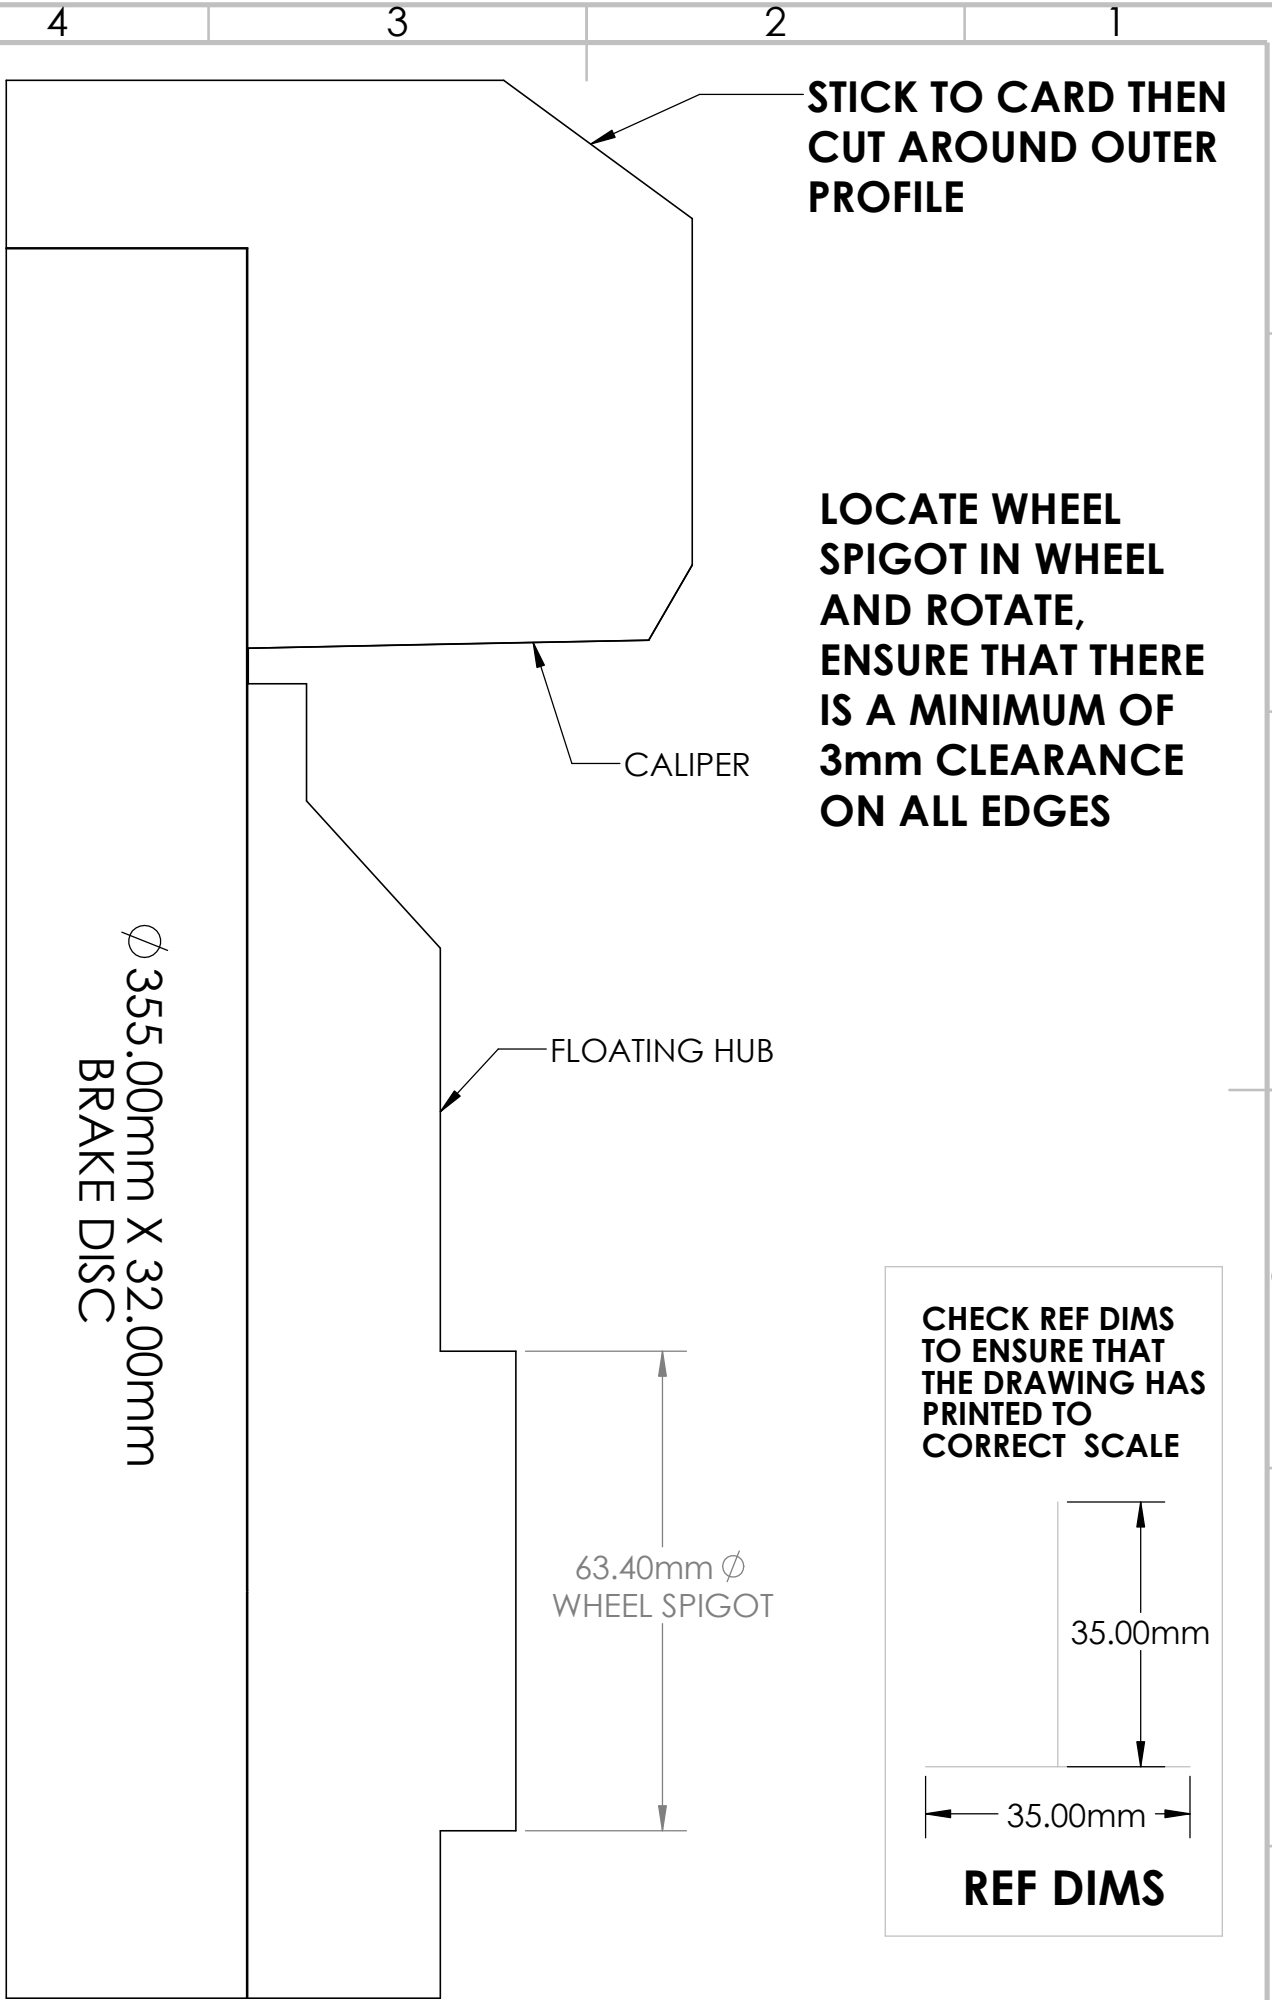 4 3 2 1
STICK TO CARD THEN
CUT AROUND OUTER
PROFILE
LOCATE WHEEL
SPIGOT IN WHEEL
AND ROTATE,
ENSURE THAT THERE
IS A MINIMUM OF
3mm CLEARANCE
ON ALL EDGES
CALIPER
FLOATING HUB
∅355.00mm X 32.00mm
BRAKE DISC
63.40mm ∅
WHEEL SPIGOT
CHECK REF DIMS
TO ENSURE THAT
THE DRAWING HAS
PRINTED TO
CORRECT SCALE
35.00mm
35.00mm
REF DIMS